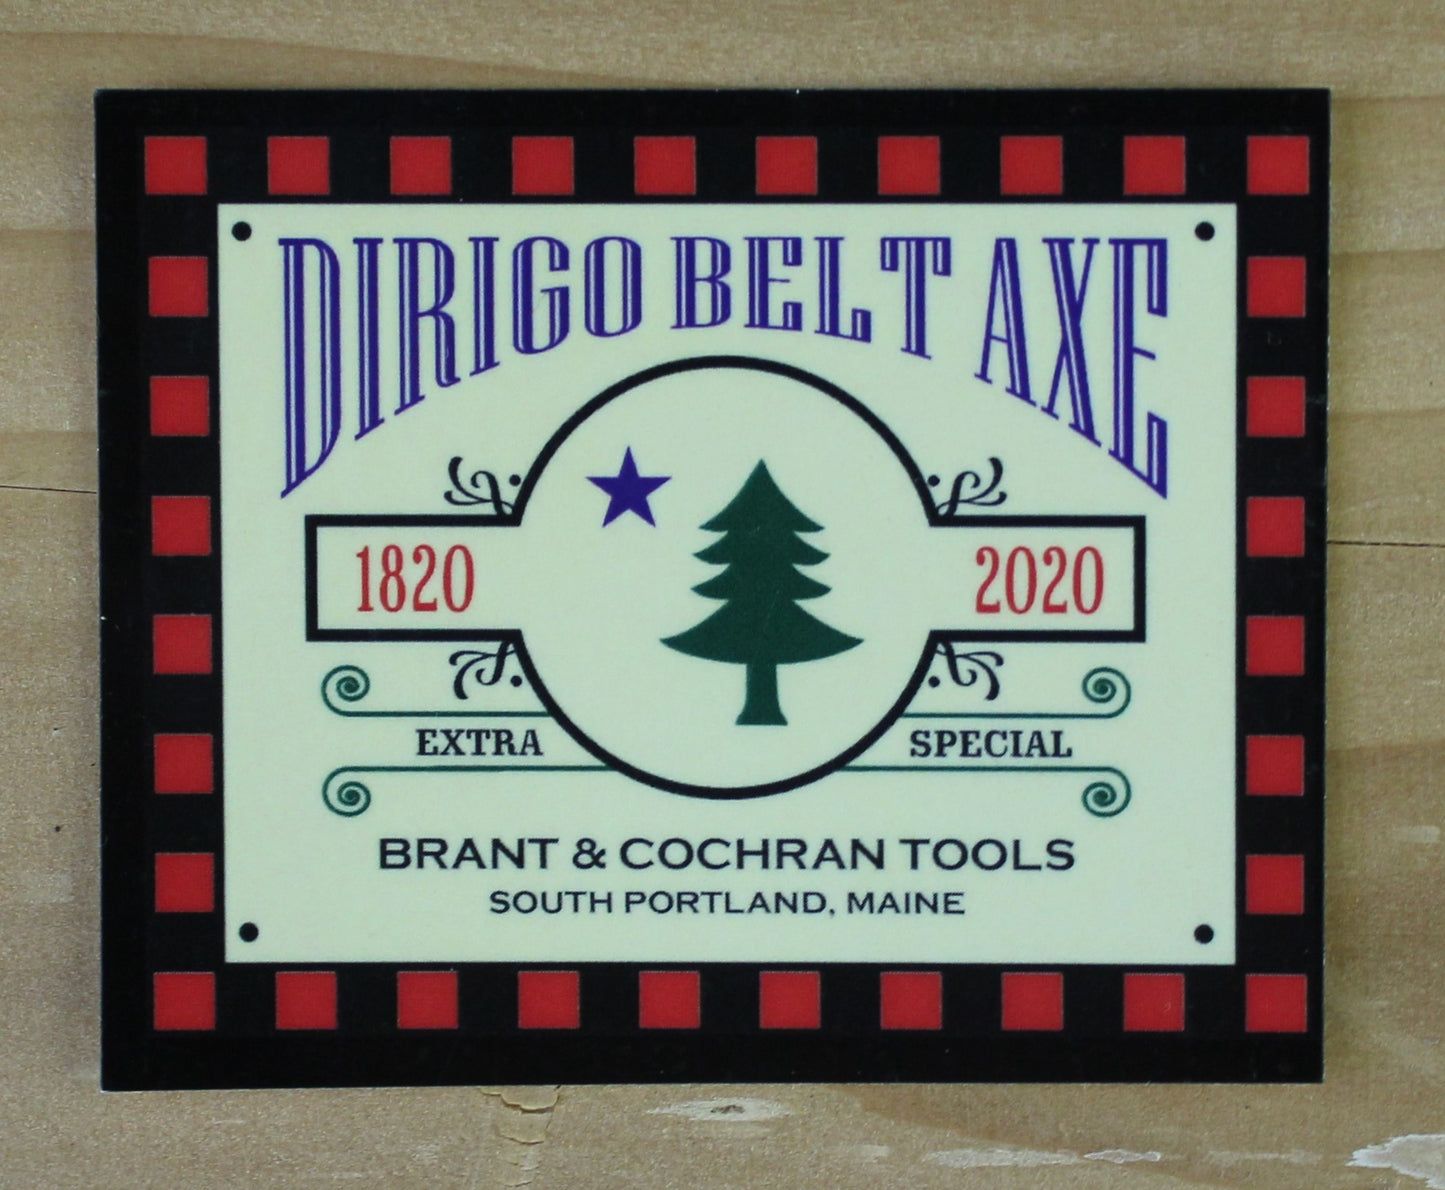 DIRIGO BELT AXE
1820 2020
EXTRA SPECIAL
BRANT & COCHRAN TOOLS
SOUTH PORTLAND, MAINE